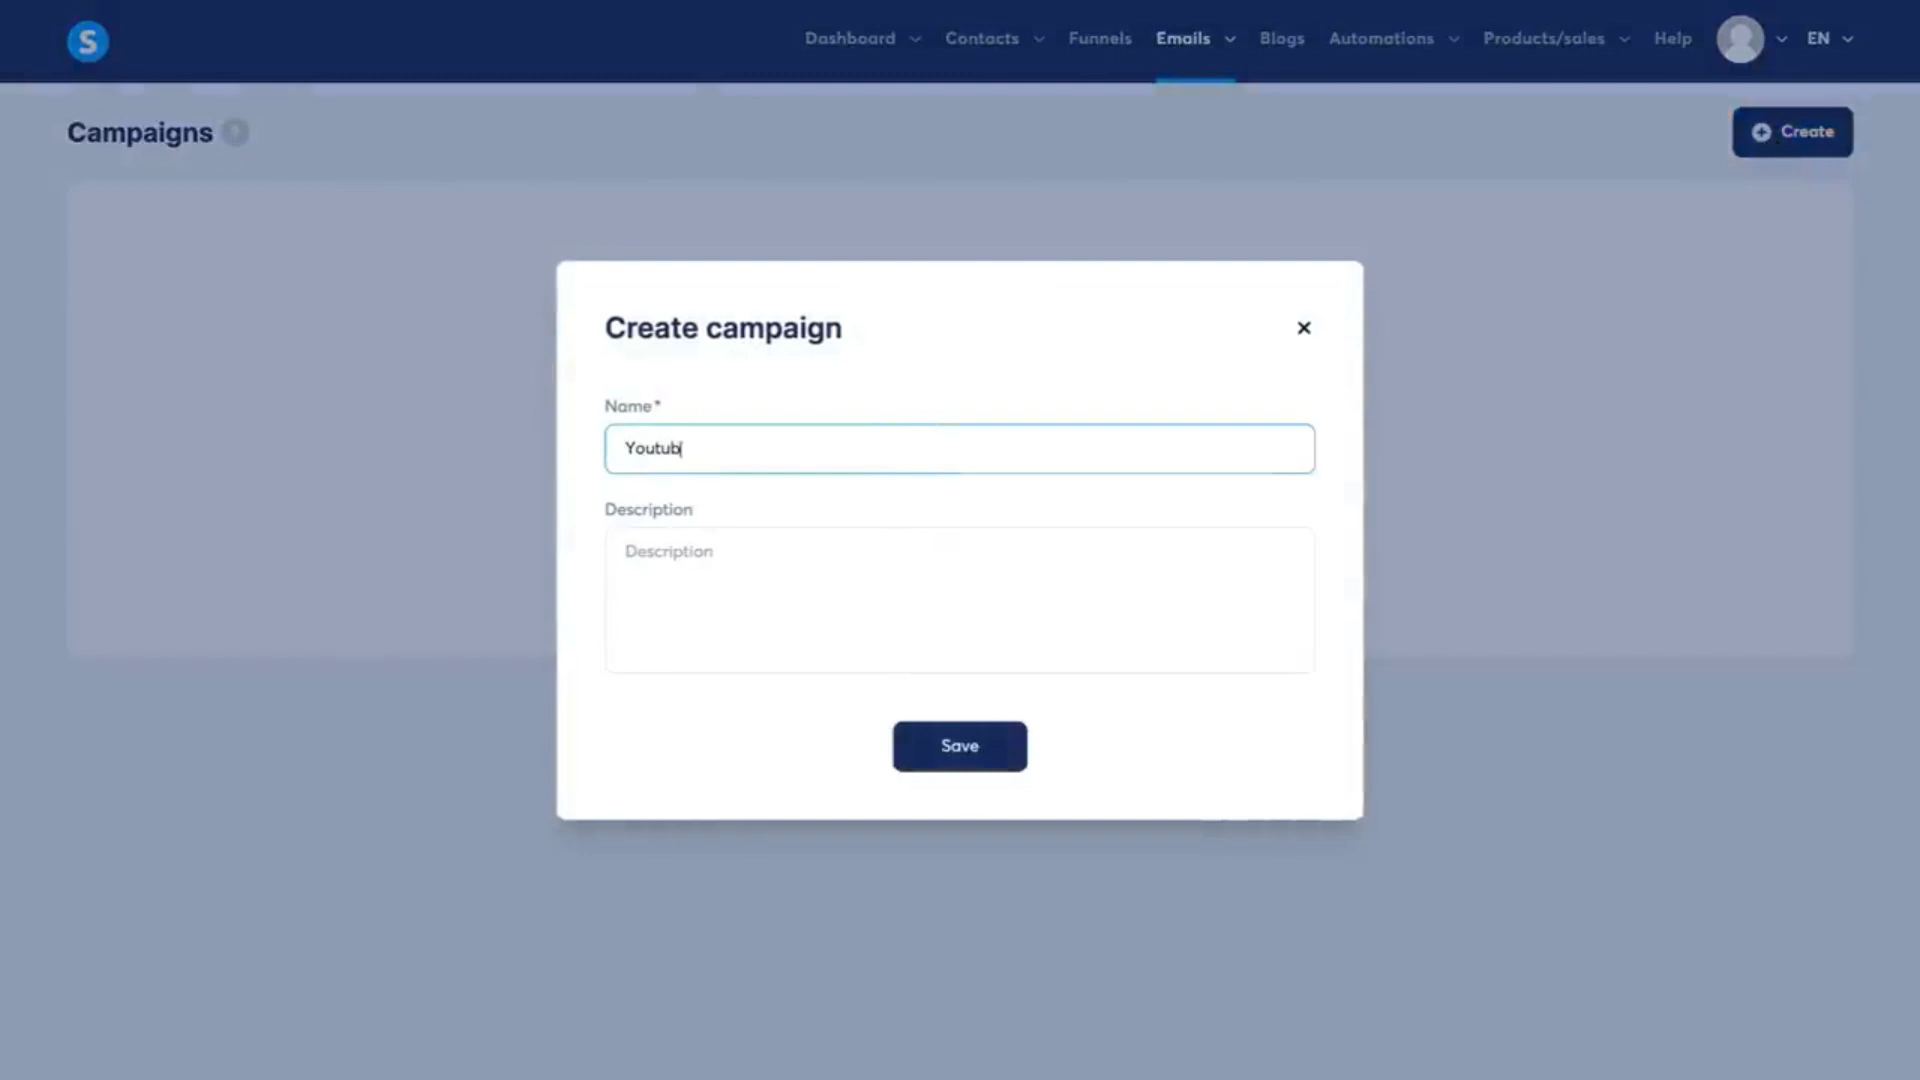 S
Dashboard Contacts Funnels Emails Blogs Automations Products/sales Help EN
Campaigns
Create
Create campaign
Name*
Youtub
Description
Description
Save